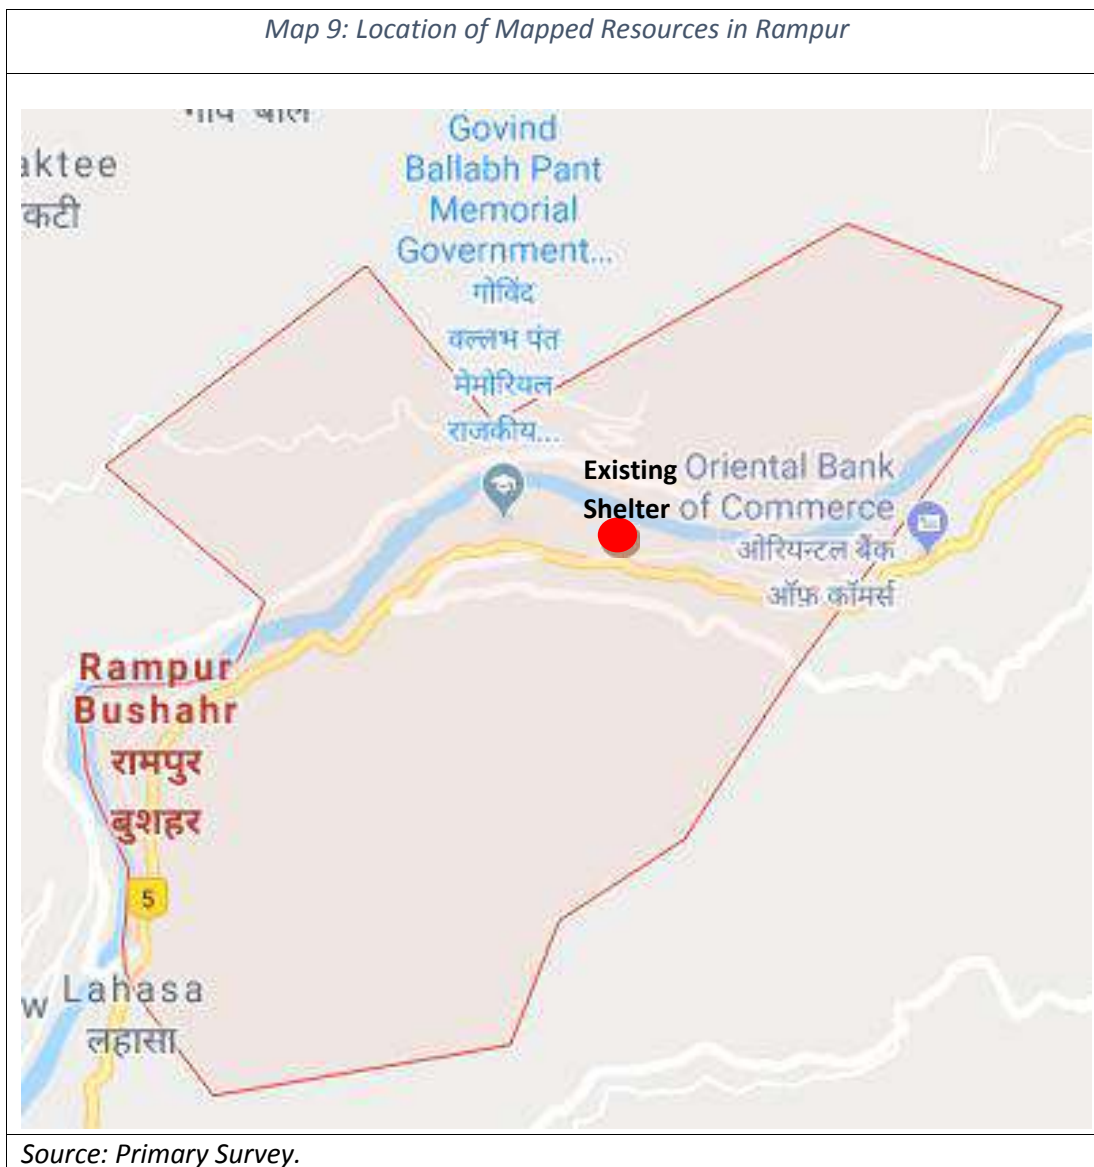 Map 9: Location of Mapped Resources in Rampur
Govind
Ballabh Pant
Memorial
Government...
गोविंद
वल्लभ पंत
मेमोरियल
राजकीय...
aktee
कटी
Existing
Shelter
Oriental Bank
of Commerce
ओरियन्टल बैंक
ऑफ़ कॉमर्स
Rampur
Bushahr
रामपुर
बुशहर
5
Lahasa
लहासा
w
Source: Primary Survey.